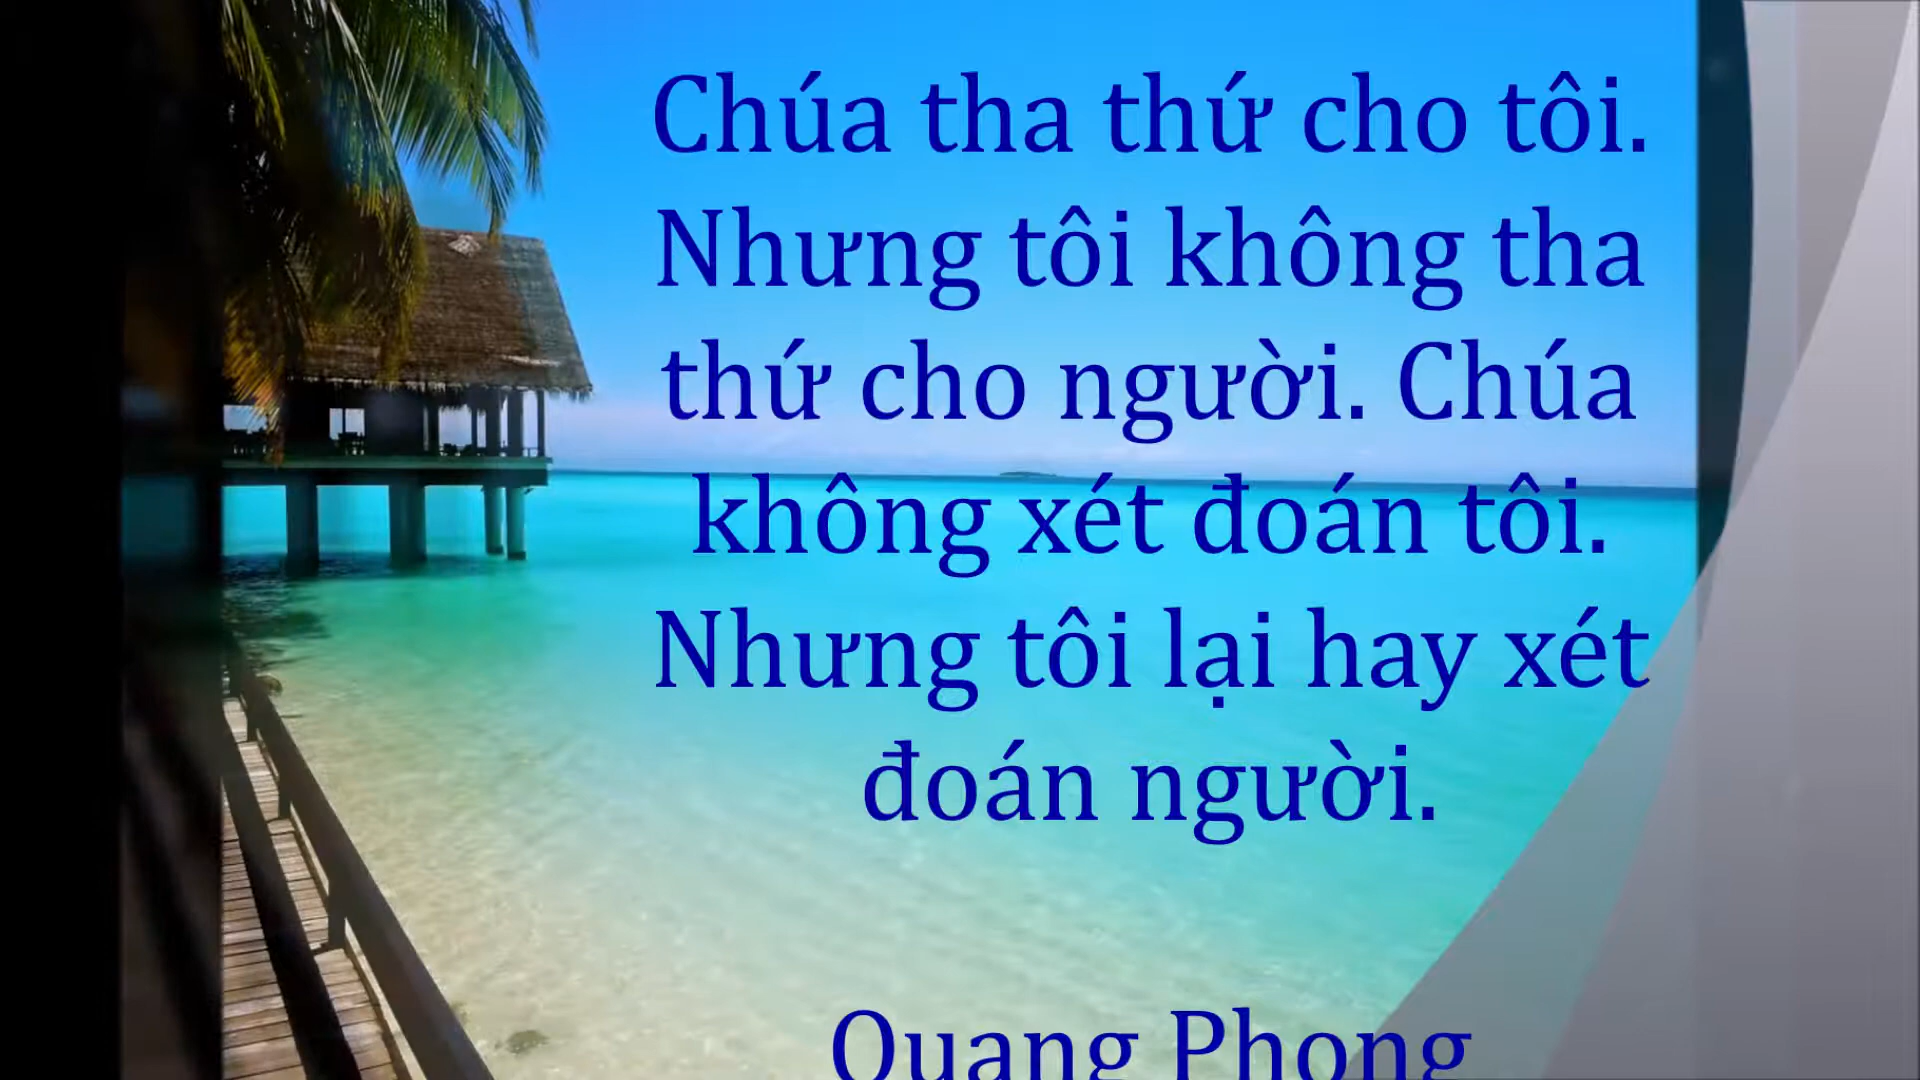 Chúa tha thứ cho tôi.
Nhưng tôi không tha
thứ cho người. Chúa
không xét đoán tôi.
Nhưng tôi lại hay xét
đoán người.
Quang Phong